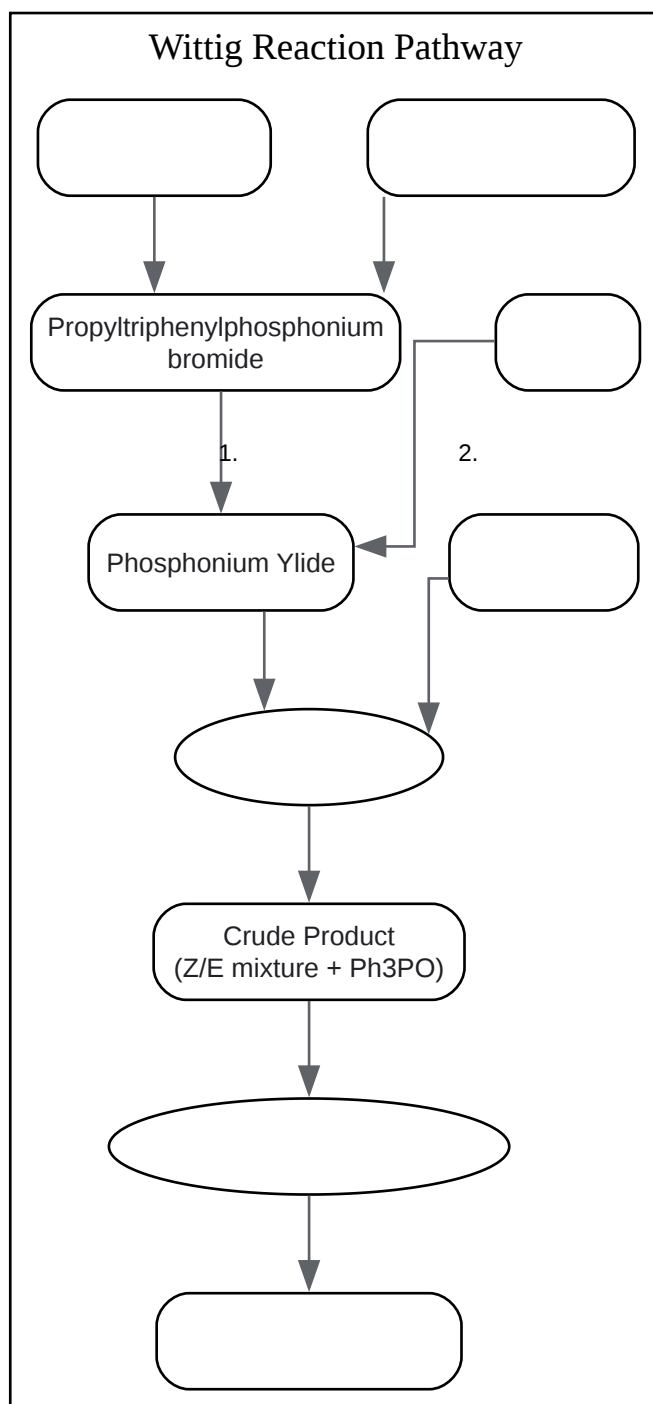 Wittig Reaction Pathway
Propyltriphenylphosphonium
bromide
1.
2.
Phosphonium Ylide
Crude Product
(Z/E mixture + Ph3PO)